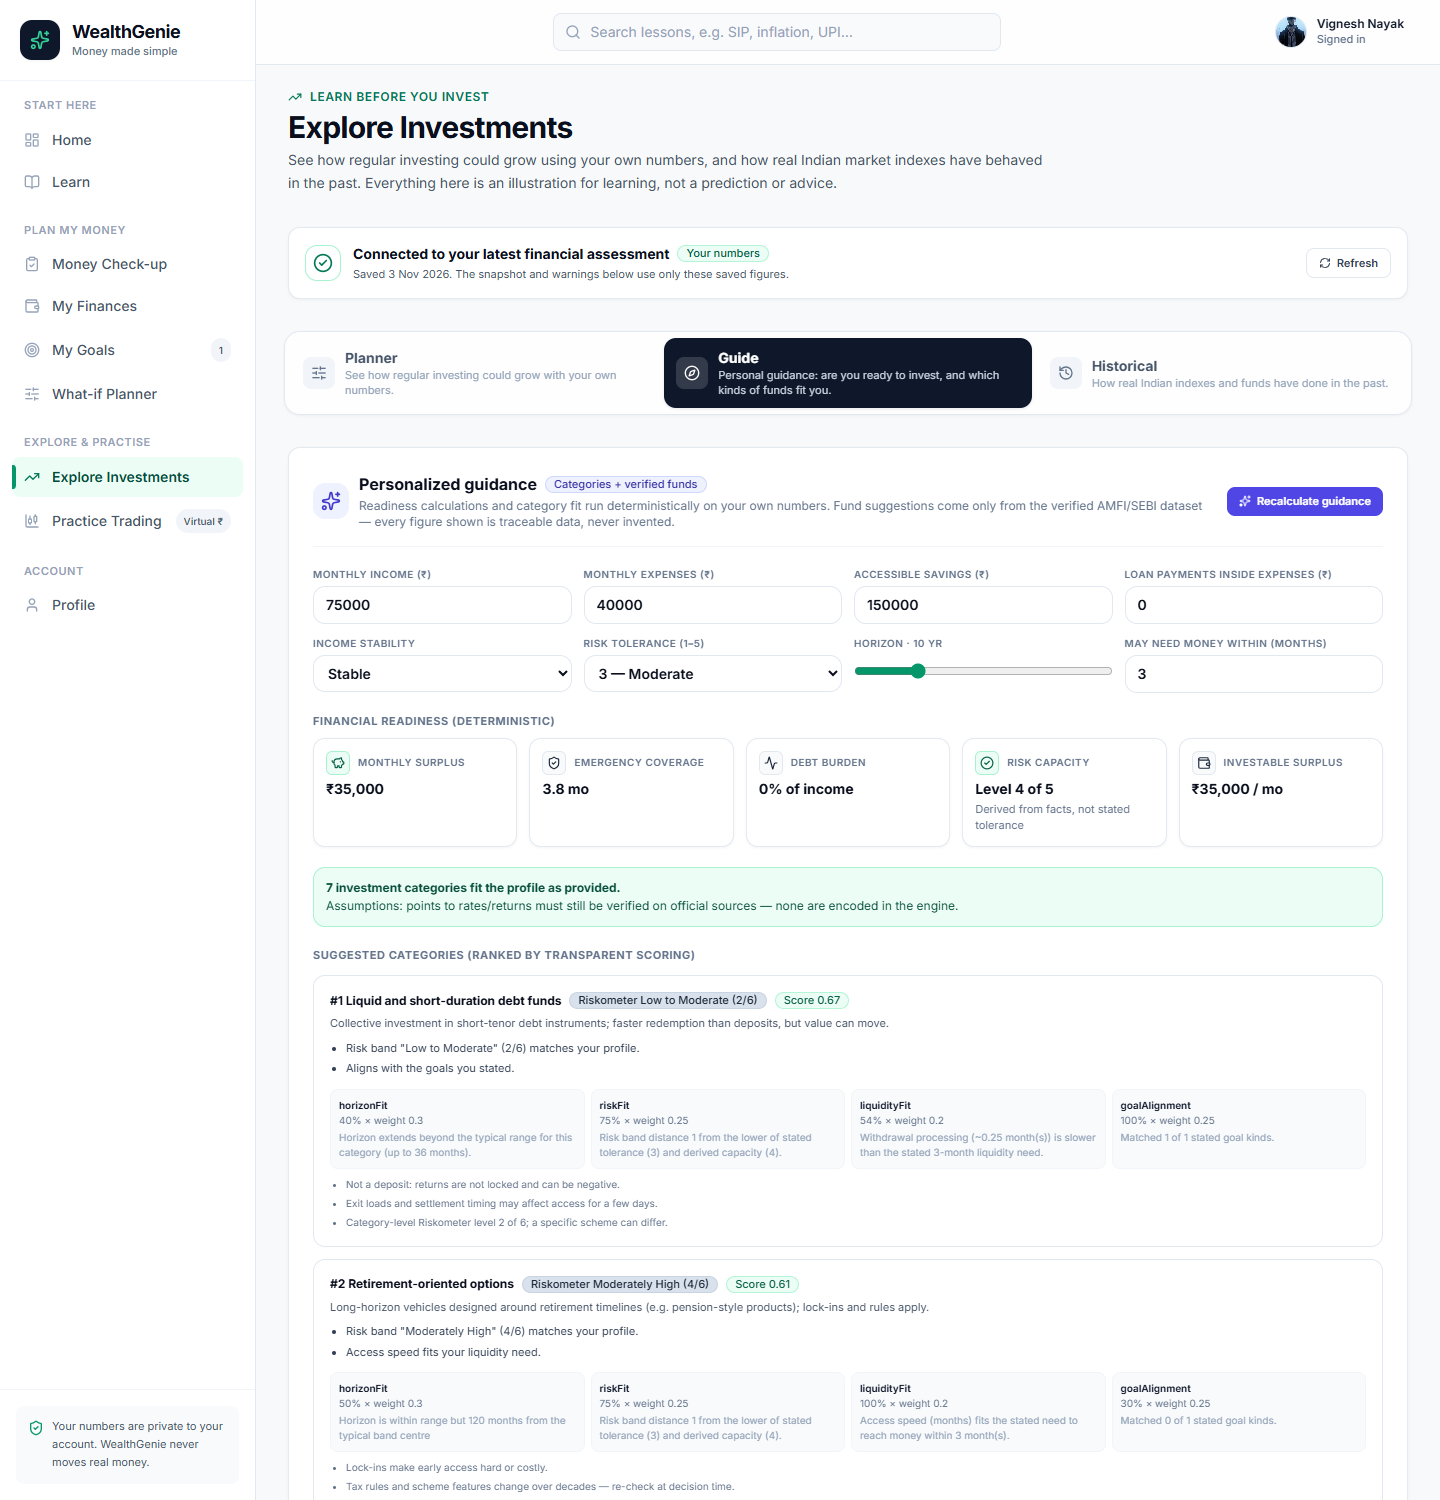 WealthGenie
Money made simple
START HERE
Home
Learn
PLAN MY MONEY
Money Check-up
My Finances
My Goals
1
What-if Planner
EXPLORE & PRACTISE
Explore Investments
Practice Trading
Virtual ₹
ACCOUNT
Profile
Your numbers are private to your
account. WealthGenie never
moves real money.
Search lessons, e.g. SIP, inflation, UPI...
Vignesh Nayak
Signed in
LEARN BEFORE YOU INVEST
Explore Investments
See how regular investing could grow using your own numbers, and how real Indian market indexes have behaved
in the past. Everything here is an illustration for learning, not a prediction or advice.
Connected to your latest financial assessment
Your numbers
Saved 3 Nov 2026. The snapshot and warnings below use only these saved figures.
Refresh
Planner
See how regular investing could grow with your own
numbers.
Guide
Personal guidance: are you ready to invest, and which
kinds of funds fit you.
Historical
How real Indian indexes and funds have done in the past.
Personalized guidance
Categories + verified funds
Readiness calculations and category fit run deterministically on your own numbers. Fund suggestions come only from the verified AMFI/SEBI dataset
— every figure shown is traceable data, never invented.
Recalculate guidance
MONTHLY INCOME (₹)
MONTHLY EXPENSES (₹)
ACCESSIBLE SAVINGS (₹)
LOAN PAYMENTS INSIDE EXPENSES (₹)
75000
40000
150000
0
INCOME STABILITY
RISK TOLERANCE (1–5)
HORIZON · 10 YR
MAY NEED MONEY WITHIN (MONTHS)
Stable
3 — Moderate
3
FINANCIAL READINESS (DETERMINISTIC)
MONTHLY SURPLUS
₹35,000
EMERGENCY COVERAGE
3.8 mo
DEBT BURDEN
0% of income
RISK CAPACITY
Level 4 of 5
Derived from facts, not stated
tolerance
INVESTABLE SURPLUS
₹35,000 / mo
7 investment categories fit the profile as provided.
Assumptions: points to rates/returns must still be verified on official sources — none are encoded in the engine.
SUGGESTED CATEGORIES (RANKED BY TRANSPARENT SCORING)
#1 Liquid and short-duration debt funds
Riskometer Low to Moderate (2/6)
Score 0.67
Collective investment in short-tenor debt instruments; faster redemption than deposits, but value can move.
• Risk band "Low to Moderate" (2/6) matches your profile.
• Aligns with the goals you stated.
horizonFit
40% × weight 0.3
Horizon extends beyond the typical range for this
category (up to 36 months).
riskFit
75% × weight 0.25
Risk band distance 1 from the lower of stated
tolerance (3) and derived capacity (4).
liquidityFit
54% × weight 0.2
Withdrawal processing (~0.25 month(s)) is slower
than the stated 3-month liquidity need.
goalAlignment
100% × weight 0.25
Matched 1 of 1 stated goal kinds.
• Not a deposit: returns are not locked and can be negative.
• Exit loads and settlement timing may affect access for a few days.
• Category-level Riskometer level 2 of 6; a specific scheme can differ.
#2 Retirement-oriented options
Riskometer Moderately High (4/6)
Score 0.61
Long-horizon vehicles designed around retirement timelines (e.g. pension-style products); lock-ins and rules apply.
• Risk band "Moderately High" (4/6) matches your profile.
• Access speed fits your liquidity need.
horizonFit
50% × weight 0.3
Horizon is within range but 120 months from the
typical band centre
riskFit
75% × weight 0.25
Risk band distance 1 from the lower of stated
tolerance (3) and derived capacity (4).
liquidityFit
100% × weight 0.2
Access speed (months) fits the stated need to
reach money within 3 month(s).
goalAlignment
30% × weight 0.25
Matched 0 of 1 stated goal kinds.
• Lock-ins make early access hard or costly.
• Tax rules and scheme features change over decades — re-check at decision time.